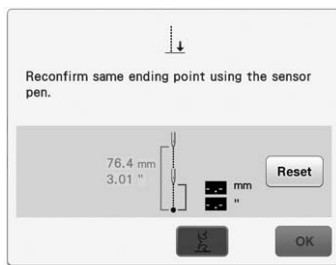 Reconfirm same ending point using the sensor
pen.
76.4 mm
3.01 "
-.- mm
-.- "
Reset
OK